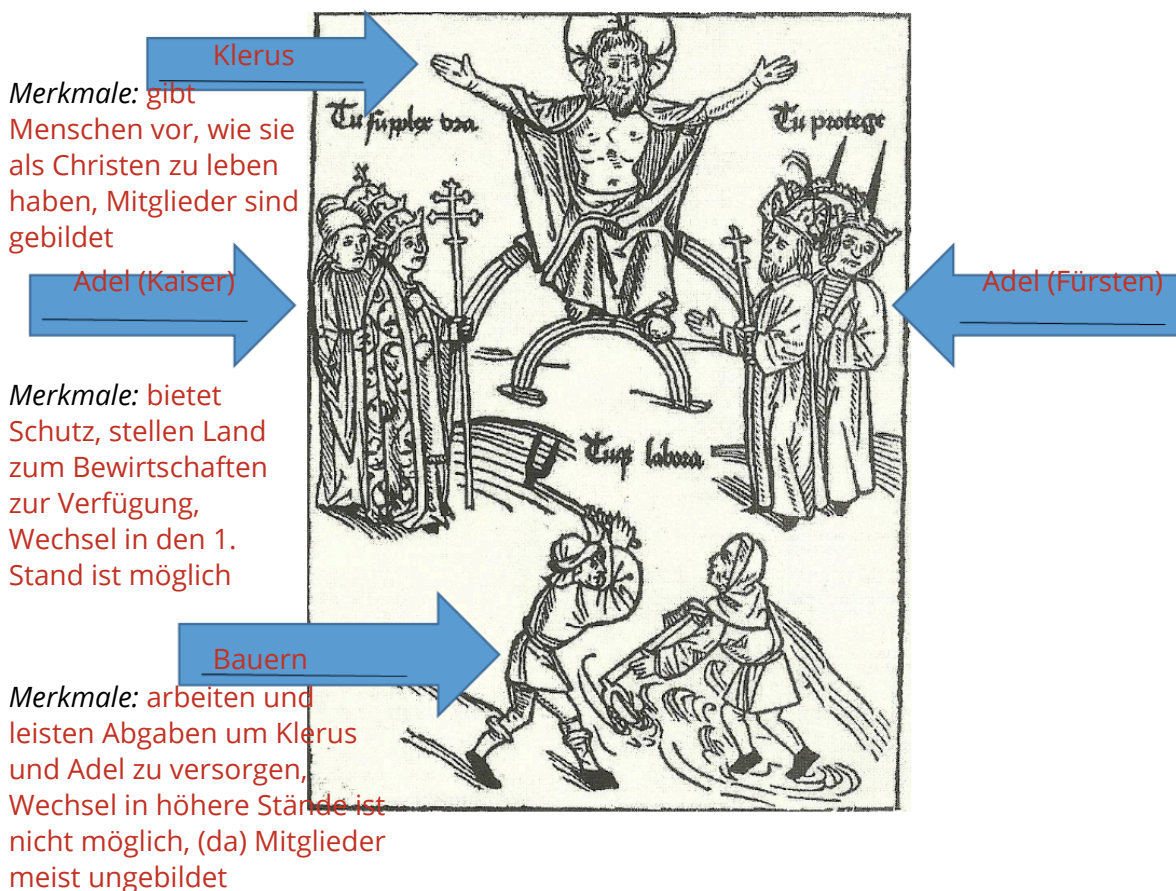 Klerus
Merkmale: gibt
Menschen vor, wie sie
als Christen zu leben
haben, Mitglieder sind
gebildet
Tu supplex ora
Tu protege
Adel (Kaiser)
Adel (Fürsten)
Merkmale: bietet
Schutz, stellen Land
zum Bewirtschaften
zur Verfügung,
Wechsel in den 1.
Stand ist möglich
Tuq labora
Bauern
Merkmale: arbeiten und
leisten Abgaben um Klerus
und Adel zu versorgen,
Wechsel in höhere Stände ist
nicht möglich, (da) Mitglieder
meist ungebildet